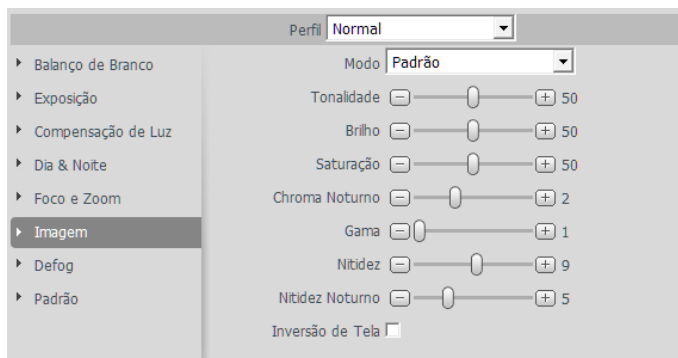 Perfil Normal
Balanço de Branco
Exposição
Compensação de Luz
Dia & Noite
Foco e Zoom
Imagem
Defog
Padrão
Modo Padrão
Tonalidade 50
Brilho 50
Saturação 50
Chroma Noturno 2
Gama 1
Nitidez 9
Nitidez Noturno 5
Inversão de Tela